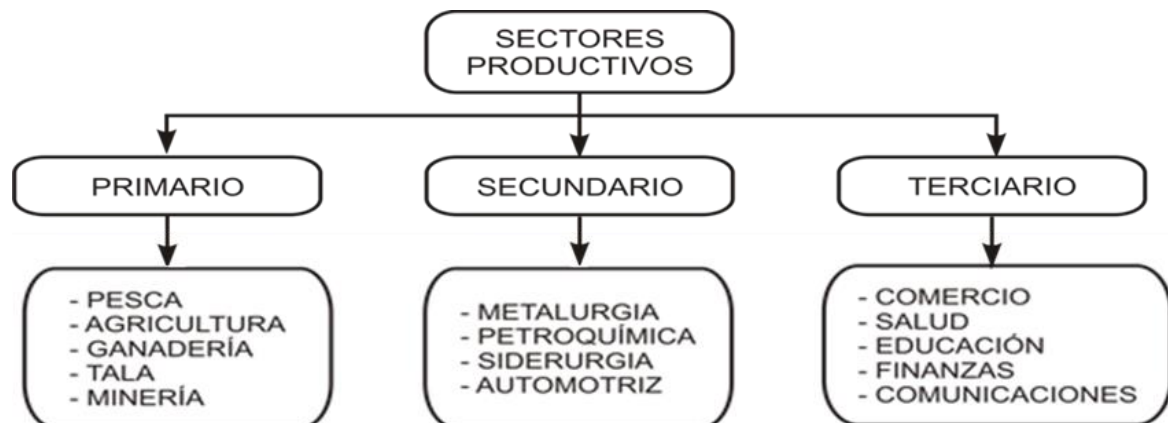 SECTORES
PRODUCTIVOS
PRIMARIO
SECUNDARIO
TERCIARIO
- PESCA
- AGRICULTURA
- GANADERÍA
- TALA
- MINERÍA
- METALURGIA
- PETROQUÍMICA
- SIDERURGIA
- AUTOMOTRIZ
- COMERCIO
- SALUD
- EDUCACIÓN
- FINANZAS
- COMUNICACIONES